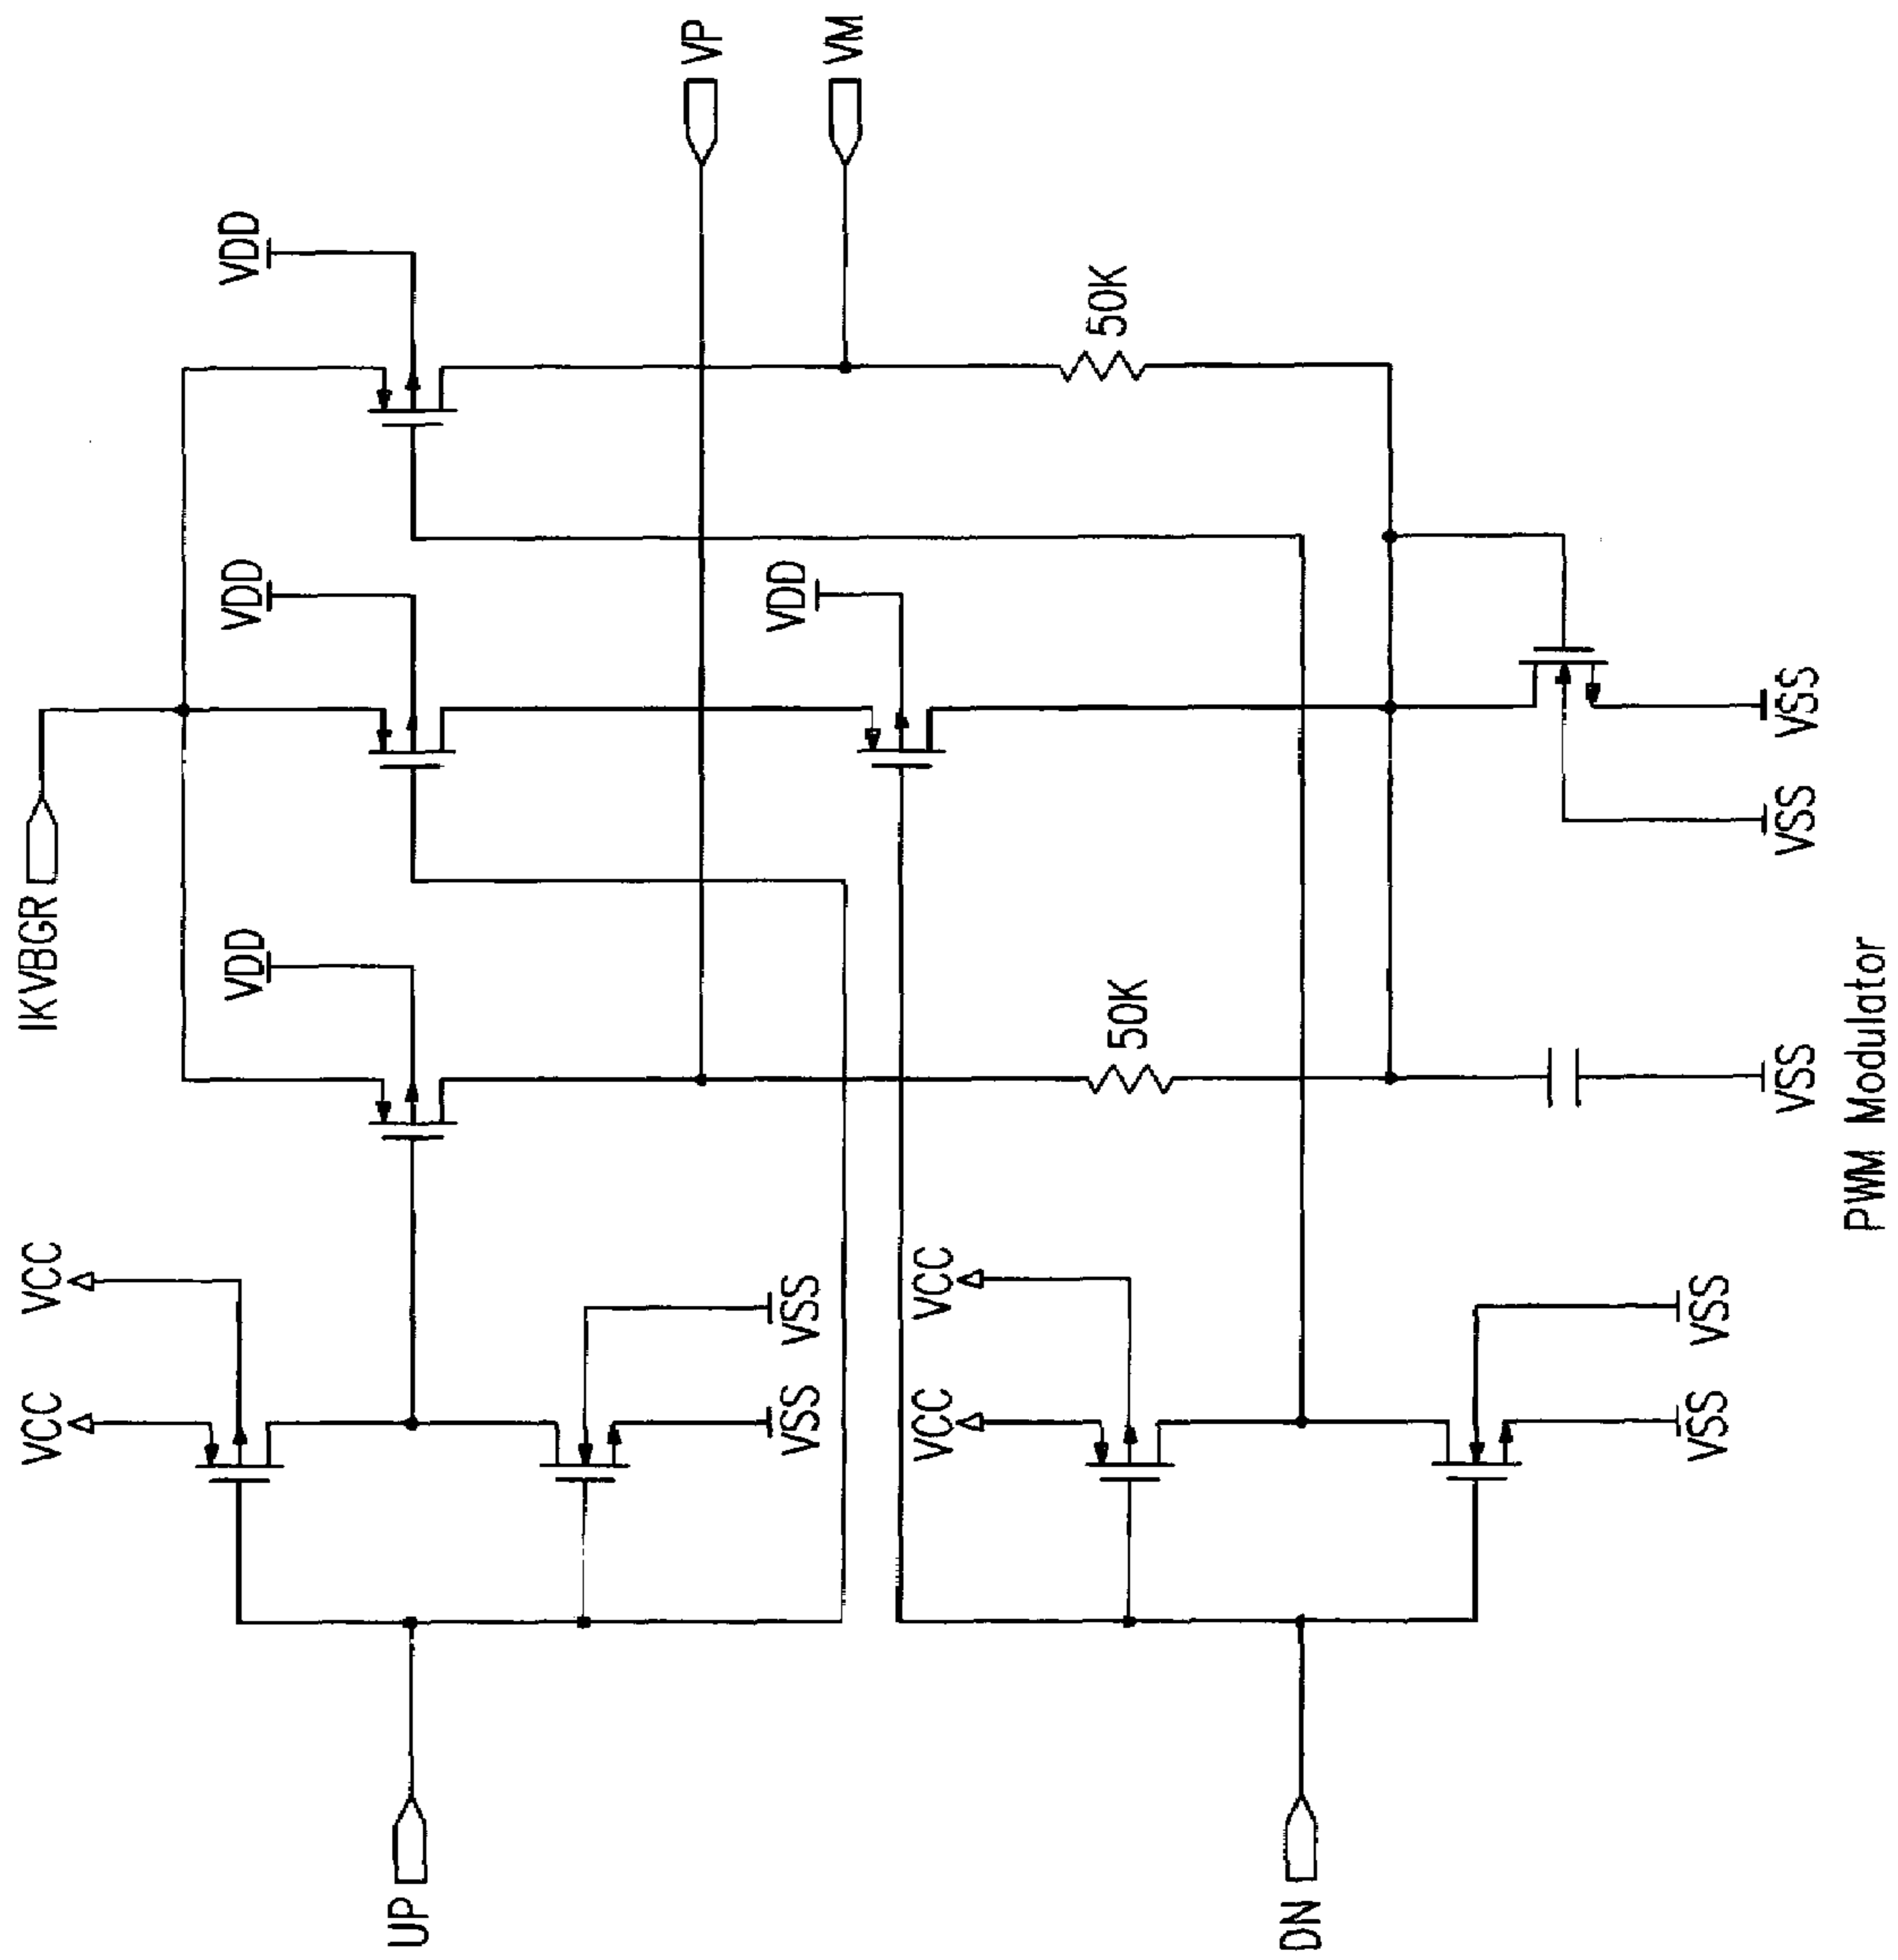 VCC
VCC
IKVBGR
VDD
VDD
VDD
UP
VP
VDD
VSS
VSS
VM
VCC
VCC
50K
50K
DN
VSS
VSS
VSS
VSS
VSS
PWM Modulator